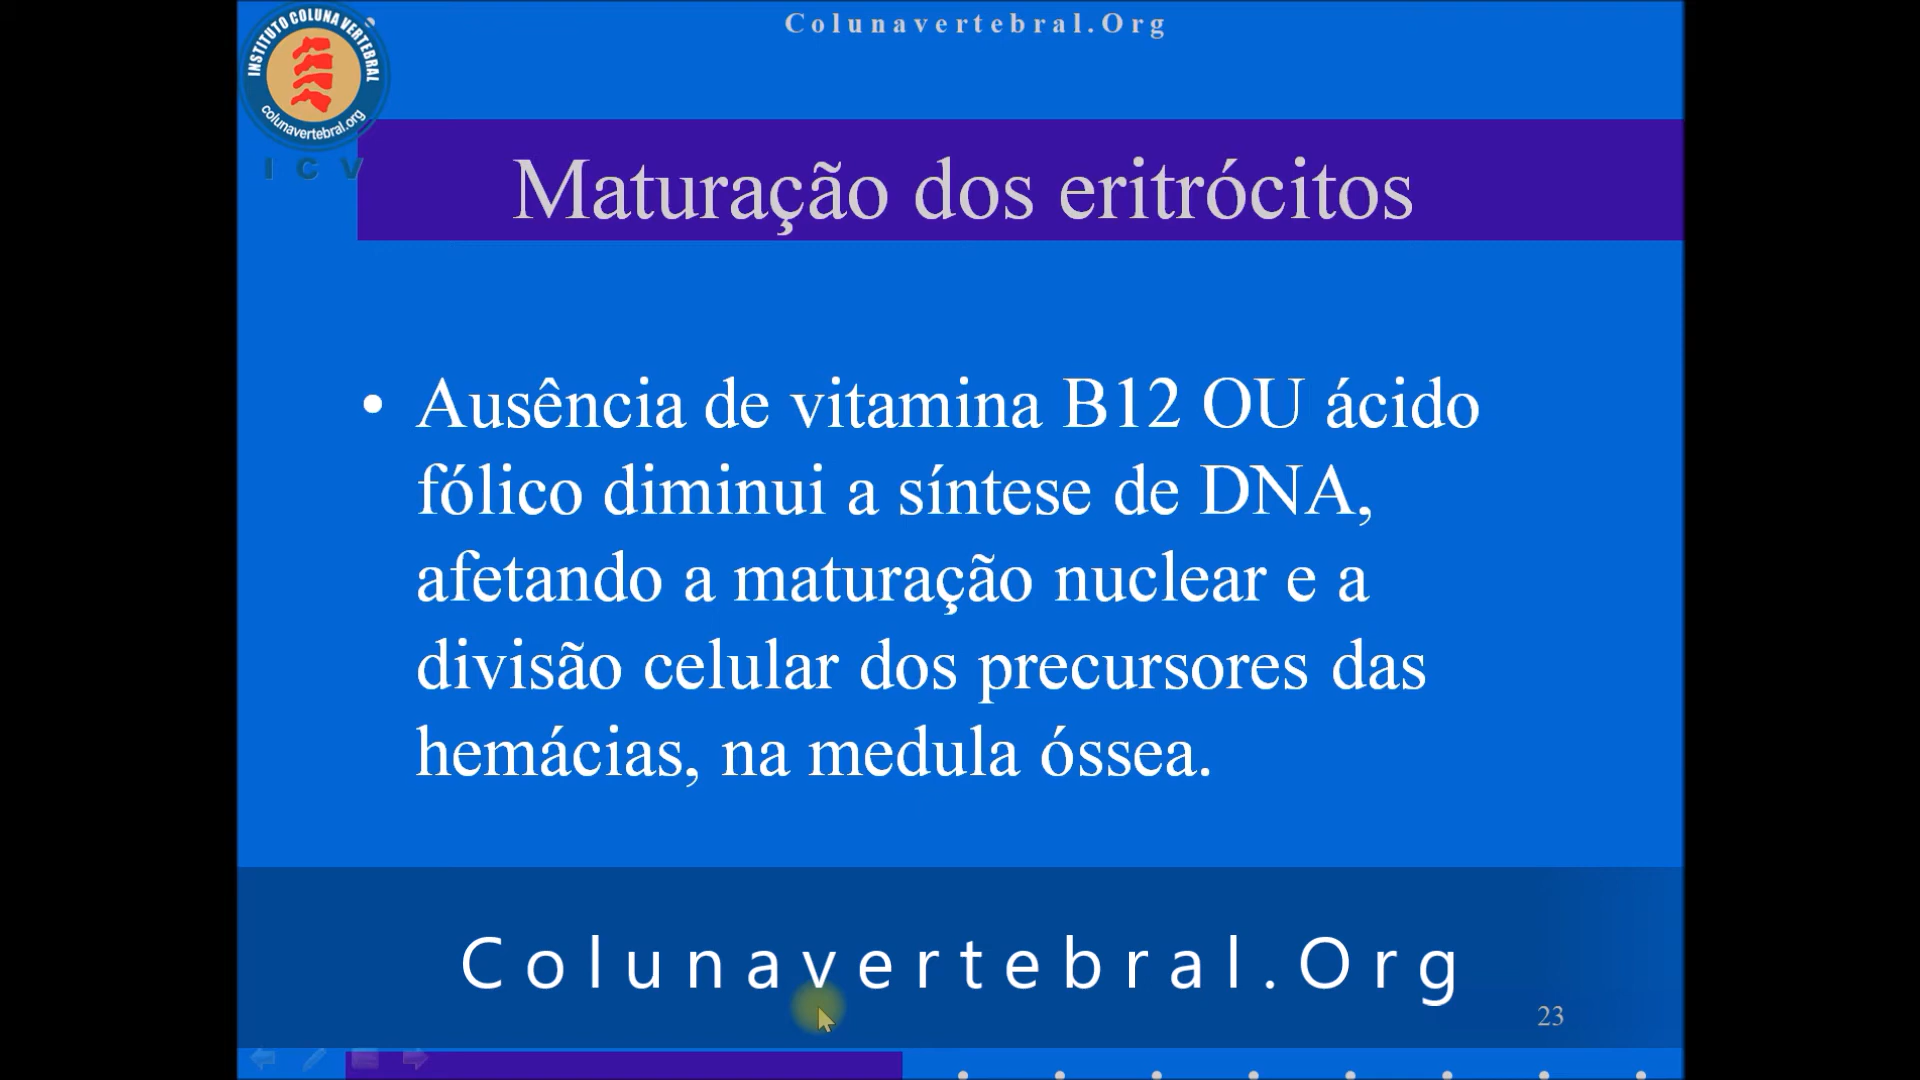 Colunavertebral.Org
INSTITUTO COLUNA VERTEBRAL
colunavertebral.org
I C V
Maturação dos eritrócitos
• Ausência de vitamina B12 OU ácido
fólico diminui a síntese de DNA,
afetando a maturação nuclear e a
divisão celular dos precursores das
hemácias, na medula óssea.
Colunavertebral.Org
23